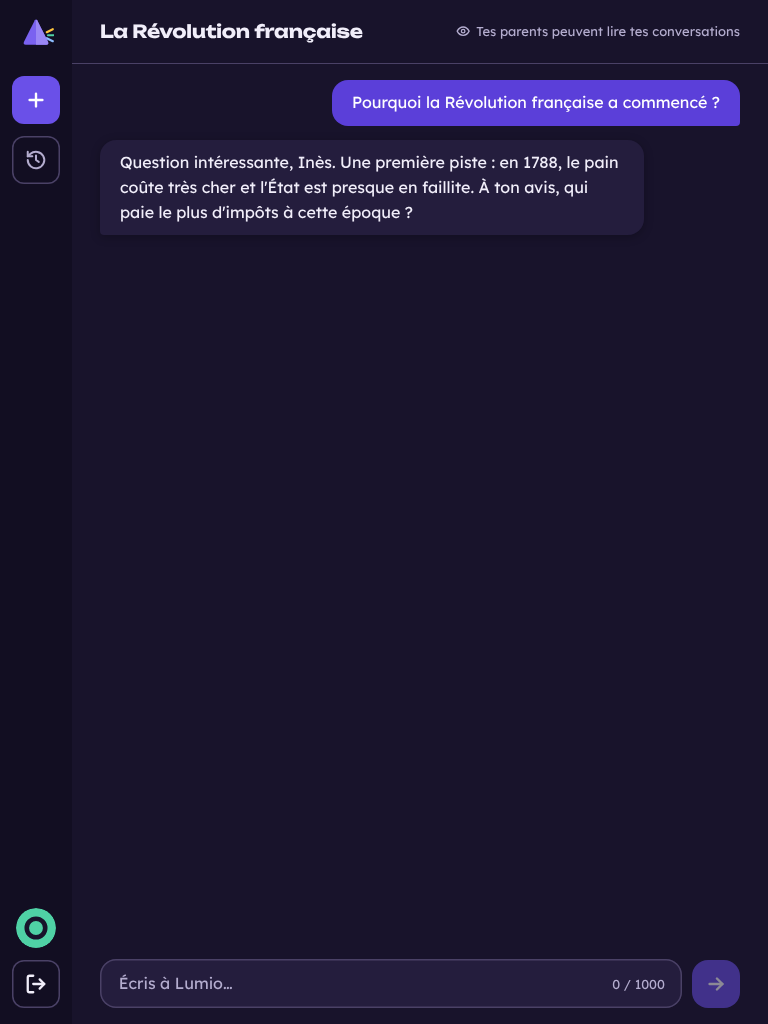 La Révolution française
Tes parents peuvent lire tes conversations
Pourquoi la Révolution française a commencé ?
Question intéressante, Inès. Une première piste : en 1788, le pain
coûte très cher et l'État est presque en faillite. À ton avis, qui
paie le plus d'impôts à cette époque ?
Écris à Lumio…
0 / 1000